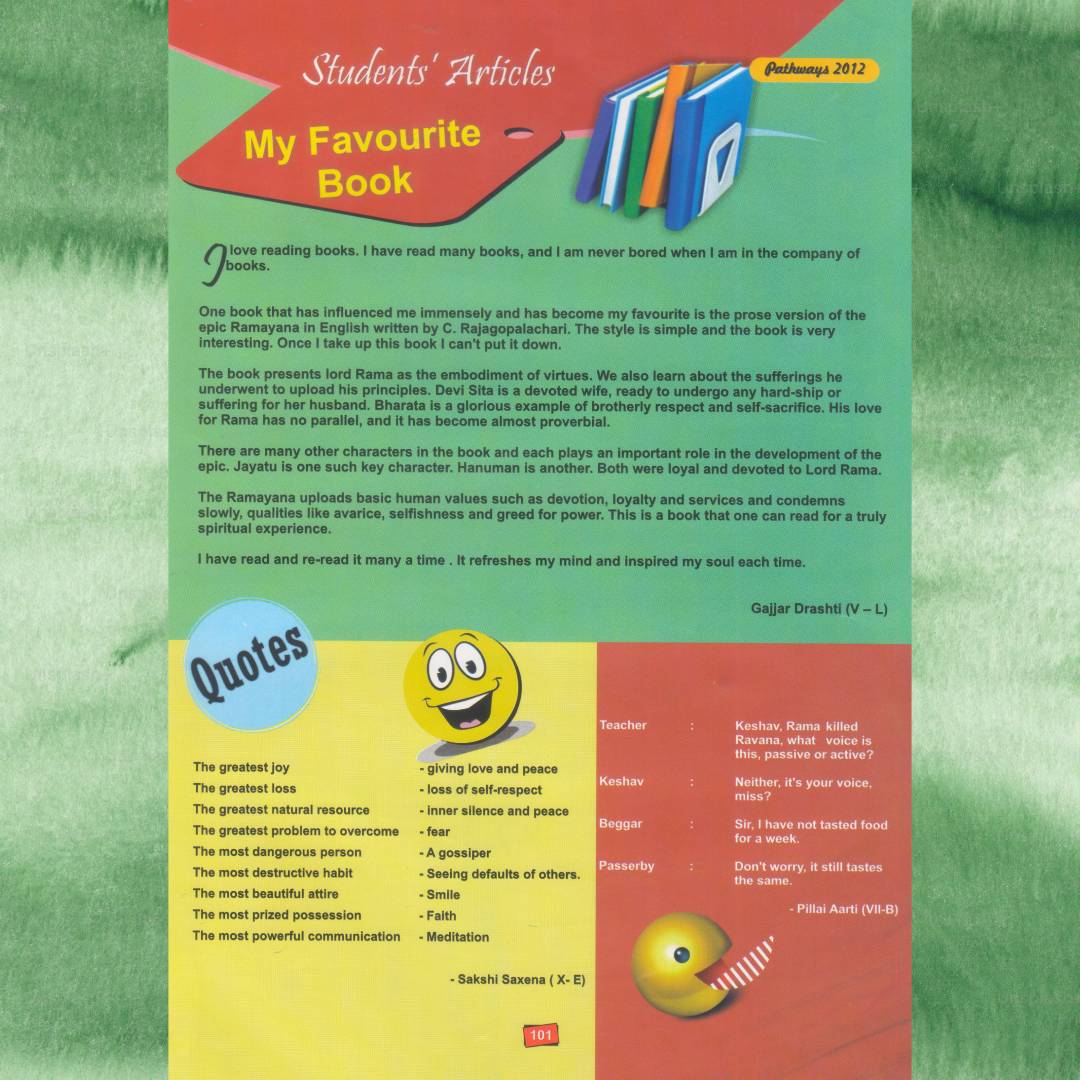 Students' Articles
Pathways 2012
My Favourite
Book
I love reading books. I have read many books, and I am never bored when I am in the company of
books.
One book that has influenced me immensely and has become my favourite is the prose version of the
epic Ramayana in English written by C. Rajagopalachari. The style is simple and the book is very
interesting. Once I take up this book I can't put it down.
The book presents lord Rama as the embodiment of virtues. We also learn about the sufferings he
underwent to upload his principles. Devi Sita is a devoted wife, ready to undergo any hard-ship or
suffering for her husband. Bharata is a glorious example of brotherly respect and self-sacrifice. His love
for Rama has no parallel, and it has become almost proverbial.
There are many other characters in the book and each plays an important role in the development of the
epic. Jayatu is one such key character. Hanuman is another. Both were loyal and devoted to Lord Rama.
The Ramayana uploads basic human values such as devotion, loyalty and services and condemns
slowly, qualities like avarice, selfishness and greed for power. This is a book that one can read for a truly
spiritual experience.
I have read and re-read it many a time . It refreshes my mind and inspired my soul each time.
Gajjar Drashti (V – L)
Quotes
The greatest joy - giving love and peace
The greatest loss - loss of self-respect
The greatest natural resource - inner silence and peace
The greatest problem to overcome - fear
The most dangerous person - A gossiper
The most destructive habit - Seeing defaults of others.
The most beautiful attire - Smile
The most prized possession - Faith
The most powerful communication - Meditation
- Sakshi Saxena ( X- E)
Teacher : Keshav, Rama killed
Ravana, what voice is
this, passive or active?
Keshav : Neither, it's your voice,
miss?
Beggar : Sir, I have not tasted food
for a week.
Passerby : Don't worry, it still tastes
the same.
- Pillai Aarti (VII-B)
101